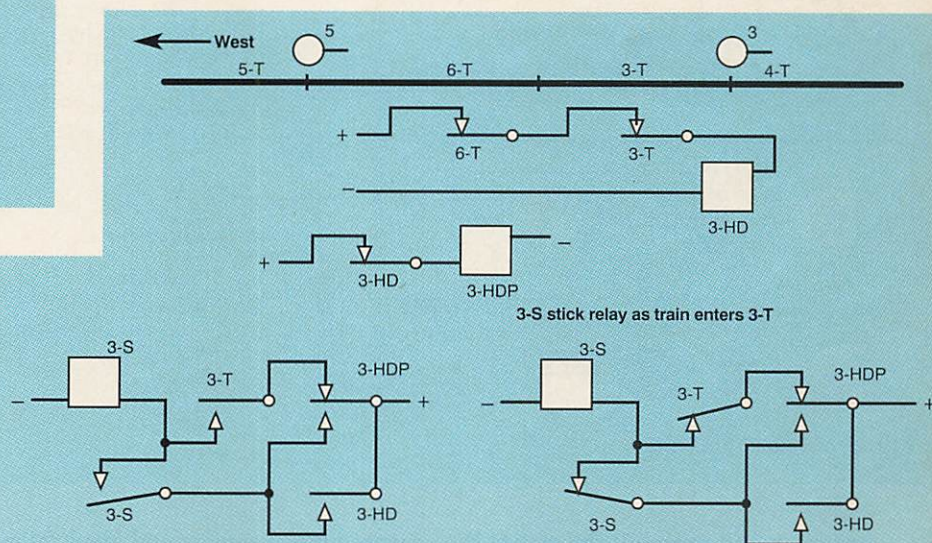 5
3
West
5-T
6-T
3-T
4-T
+
6-T
3-T
−
3-HD
+
3-HD
−
3-HDP
3-S stick relay as train enters 3-T
3-S
3-T
3-HDP
−
+
3-S
3-HD
3-S
3-T
3-HDP
−
+
3-S
3-HD